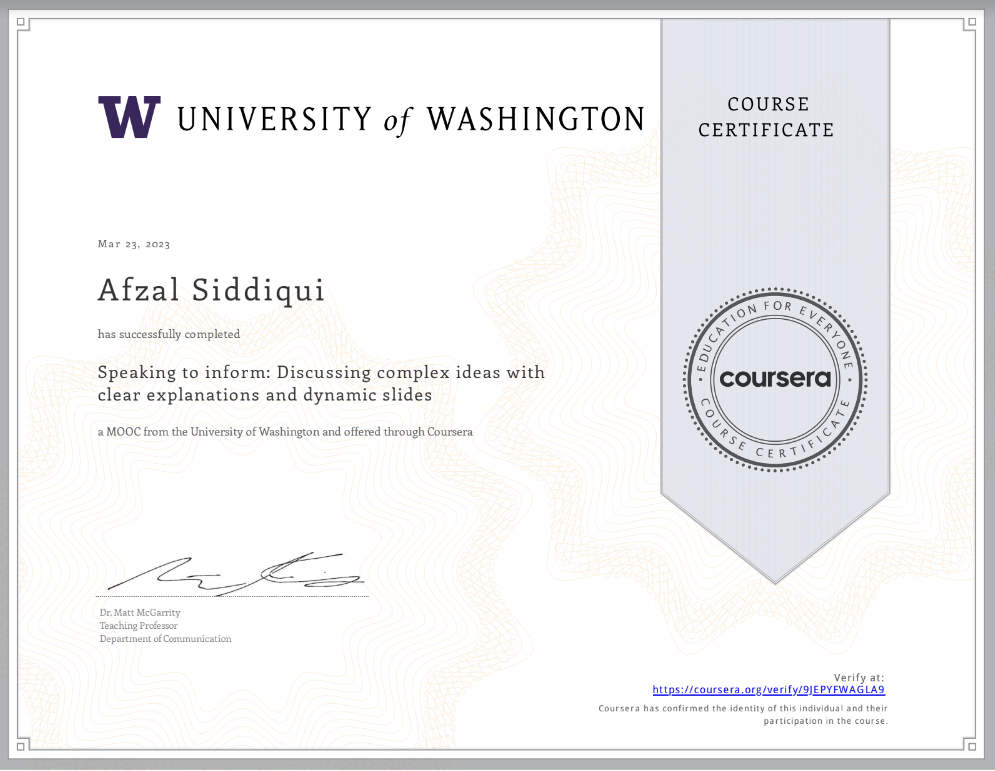 W UNIVERSITY of WASHINGTON
COURSE
CERTIFICATE
Mar 23, 2023
Afzal Siddiqui
has successfully completed
Speaking to inform: Discussing complex ideas with
clear explanations and dynamic slides
a MOOC from the University of Washington and offered through Coursera
EDUCATION FOR EVERYONE
coursera
COURSE CERTIFICATE
Dr. Matt McGarrity
Teaching Professor
Department of Communication
Verify at:
https://coursera.org/verify/9JEPYFWAGLA9
Coursera has confirmed the identity of this individual and their
participation in the course.